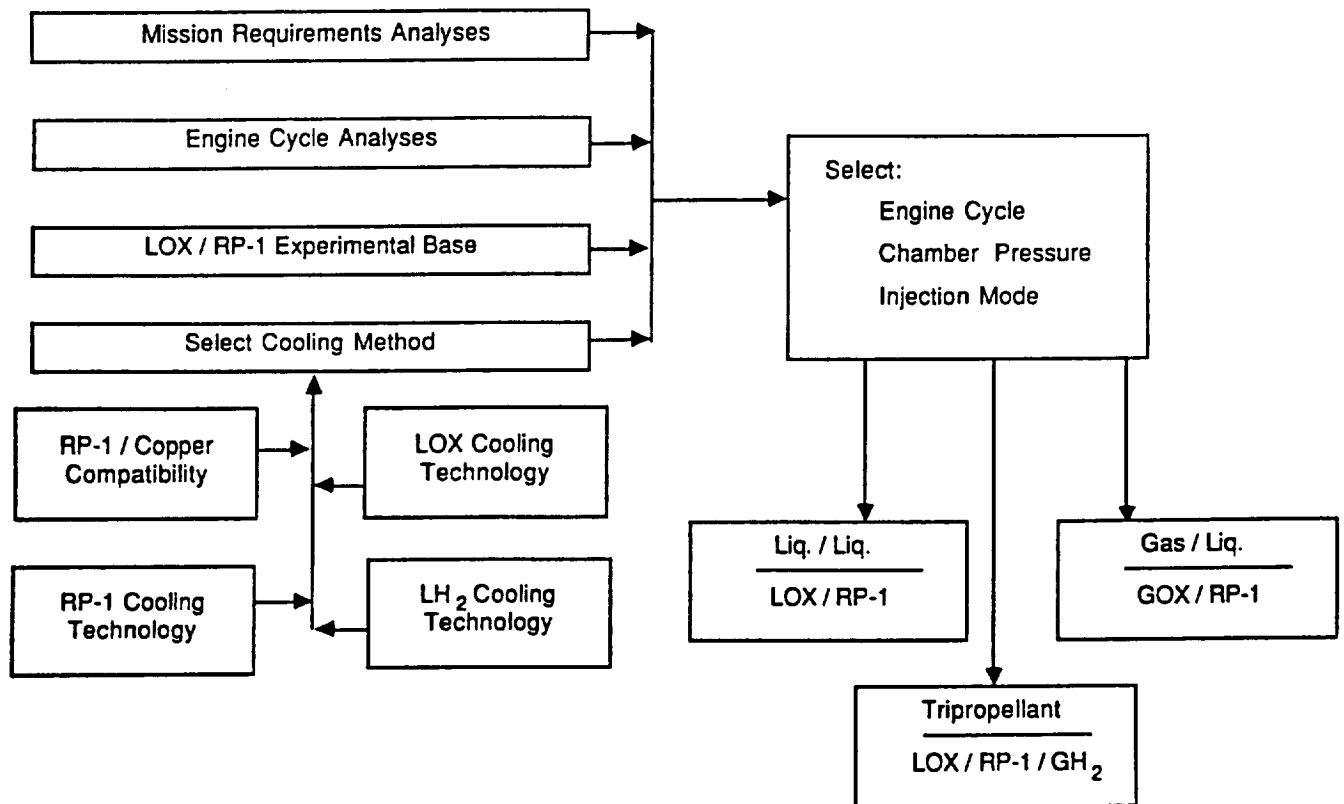 Mission Requirements Analyses
Engine Cycle Analyses
LOX / RP-1 Experimental Base
Select Cooling Method
RP-1 / Copper
Compatibility
LOX Cooling
Technology
RP-1 Cooling
Technology
LH2 Cooling
Technology
Select:
Engine Cycle
Chamber Pressure
Injection Mode
Liq. / Liq.
LOX / RP-1
Gas / Liq.
GOX / RP-1
Tripropellant
LOX / RP-1 / GH2